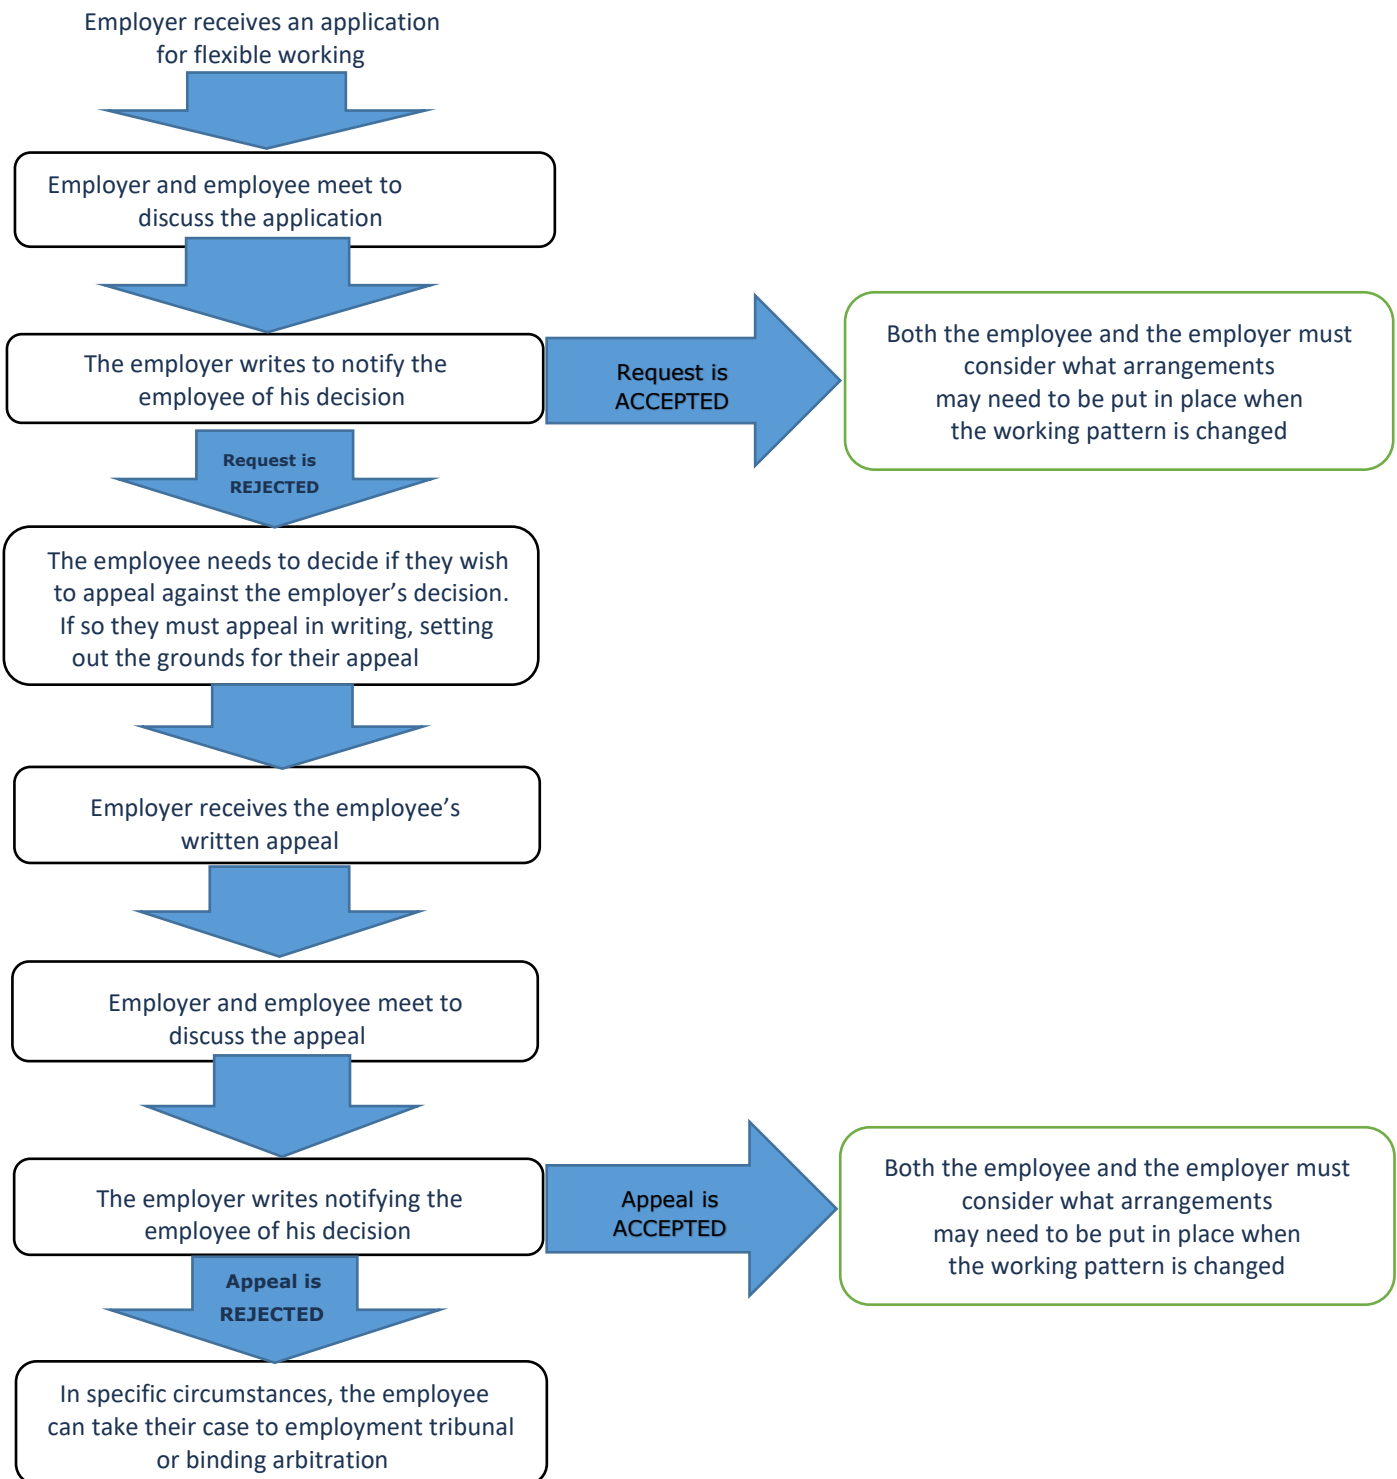 Employer receives an application
for flexible working
Employer and employee meet to
discuss the application
The employer writes to notify the
employee of his decision
Request is
ACCEPTED
Both the employee and the employer must
consider what arrangements
may need to be put in place when
the working pattern is changed
Request is
REJECTED
The employee needs to decide if they wish
to appeal against the employer’s decision.
If so they must appeal in writing, setting
out the grounds for their appeal
Employer receives the employee’s
written appeal
Employer and employee meet to
discuss the appeal
The employer writes notifying the
employee of his decision
Appeal is
ACCEPTED
Both the employee and the employer must
consider what arrangements
may need to be put in place when
the working pattern is changed
Appeal is
REJECTED
In specific circumstances, the employee
can take their case to employment tribunal
or binding arbitration